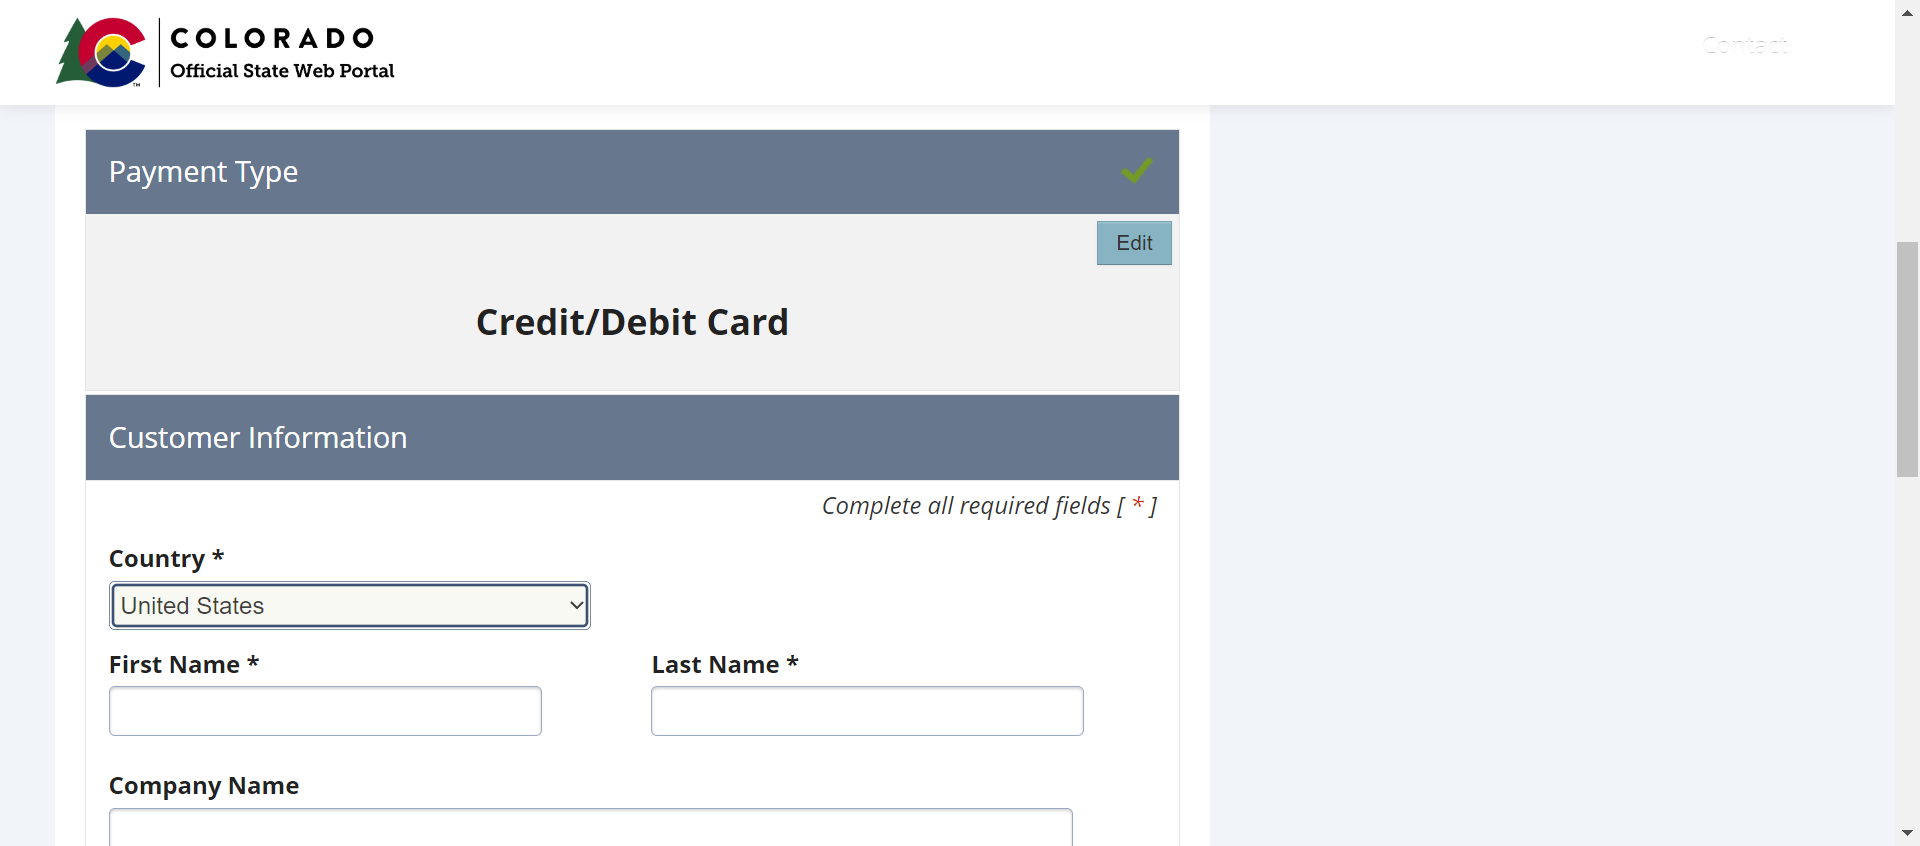 COLORADO
Official State Web Portal
Contact
Payment Type
Edit
Credit/Debit Card
Customer Information
Complete all required fields [ * ]
Country *
United States
First Name *
Last Name *
Company Name